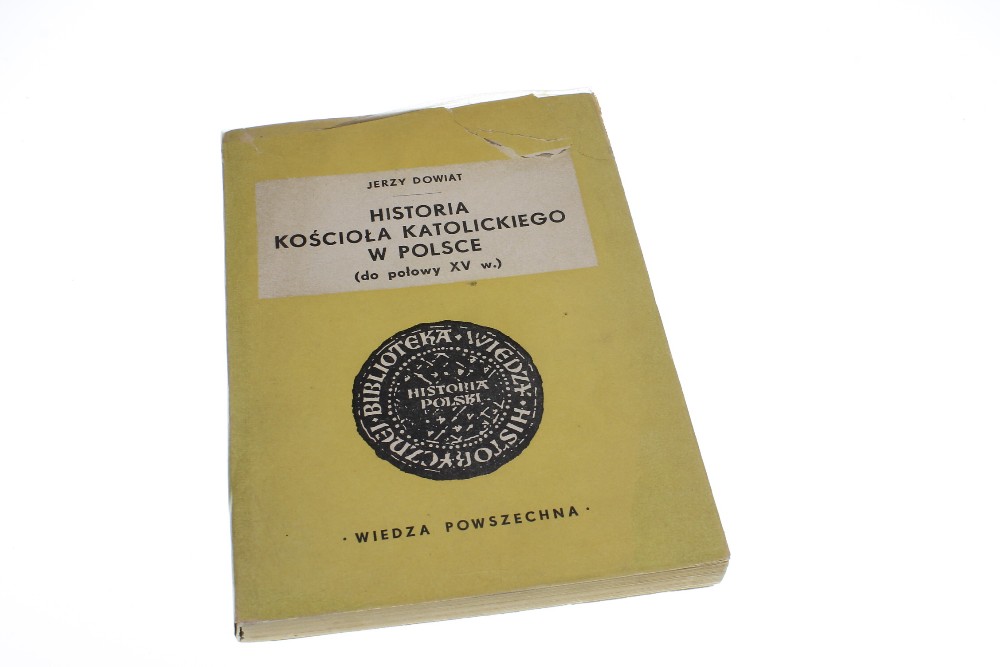 JERZY DOWIAT
HISTORIA
KOŚCIOŁA KATOLICKIEGO
W POLSCE
(do połowy XV w.)
BIBLIOTEKA · WIEDZY · HISTORYCZNEJ ·
HISTORIA
POLSKI
· WIEDZA POWSZECHNA ·